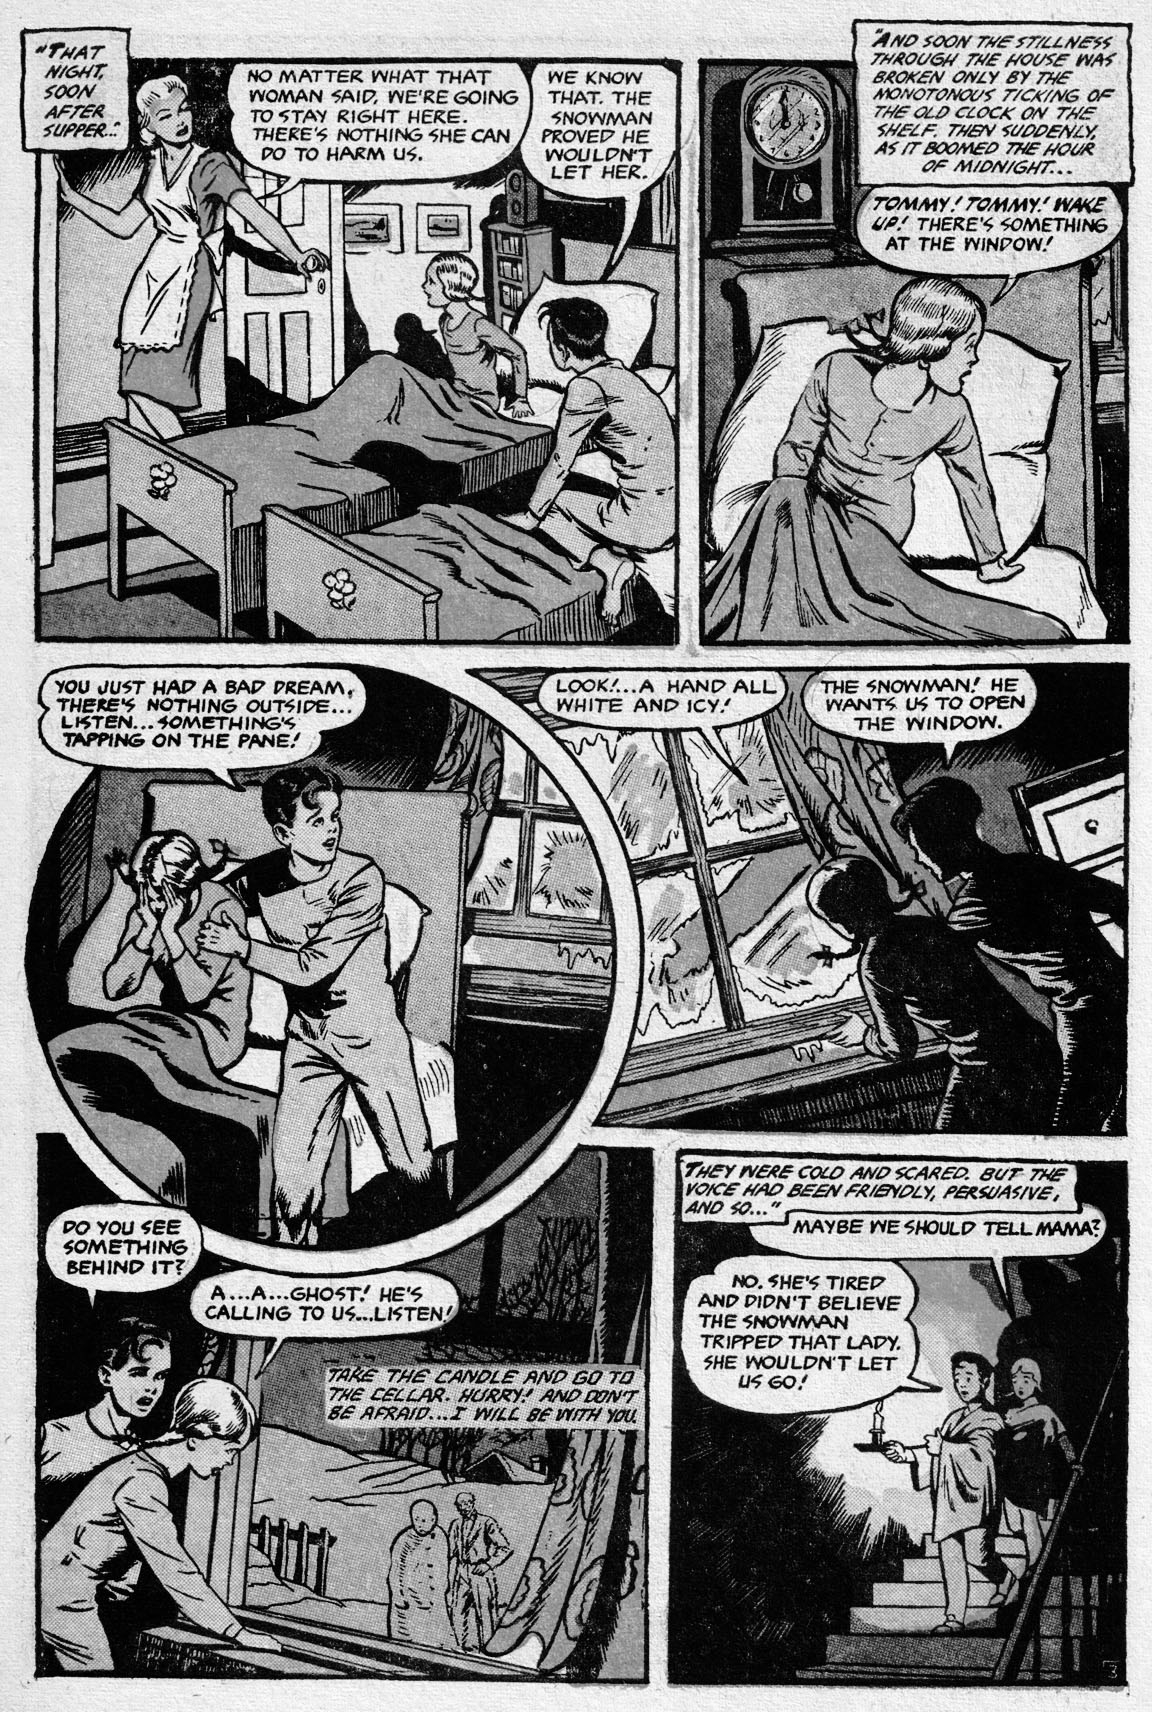 "THAT
NIGHT,
SOON
AFTER
SUPPER..."
NO MATTER WHAT THAT
WOMAN SAID, WE'RE GOING
TO STAY RIGHT HERE.
THERE'S NOTHING SHE CAN
DO TO HARM US.
WE KNOW
THAT. THE
SNOWMAN
PROVED HE
WOULDN'T
LET HER.
"AND SOON THE STILLNESS
THROUGH THE HOUSE WAS
BROKEN ONLY BY THE
MONOTONOUS TICKING OF
THE OLD CLOCK ON THE
SHELF. THEN SUDDENLY,
AS IT BOOMED THE HOUR
OF MIDNIGHT...
TOMMY! TOMMY! WAKE
UP! THERE'S SOMETHING
AT THE WINDOW!
YOU JUST HAD A BAD DREAM,
THERE'S NOTHING OUTSIDE...
LISTEN... SOMETHING'S
TAPPING ON THE PANE!
LOOK!...A HAND ALL
WHITE AND ICY!
THE SNOWMAN! HE
WANTS US TO OPEN
THE WINDOW.
DO YOU SEE
SOMETHING
BEHIND IT?
A...A...GHOST! HE'S
CALLING TO US...LISTEN!
TAKE THE CANDLE AND GO TO
THE CELLAR. HURRY! AND DON'T
BE AFRAID...I WILL BE WITH YOU.
THEY WERE COLD AND SCARED. BUT THE
VOICE HAD BEEN FRIENDLY, PERSUASIVE,
AND SO..."
MAYBE WE SHOULD TELL MAMA?
NO. SHE'S TIRED
AND DIDN'T BELIEVE
THE SNOWMAN
TRIPPED THAT LADY.
SHE WOULDN'T LET
US GO!
3